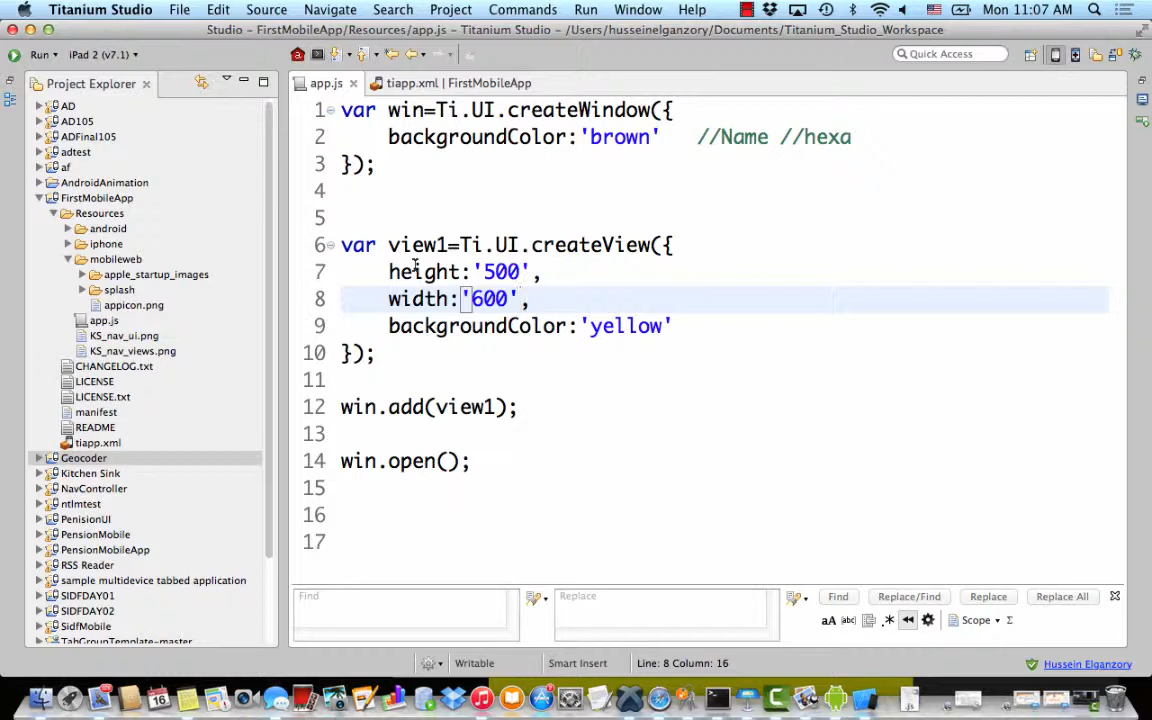 Titanium Studio File Edit Source Navigate Search Project Commands Run Window Help Mon 11:07 AM
Studio – FirstMobileApp/Resources/app.js – Titanium Studio – /Users/husseinelganzory/Documents/Titanium_Studio_Workspace
Run iPad 2 (v7.1) Quick Access
Project Explorer
AD
AD105
ADFinal105
adtest
af
AndroidAnimation
FirstMobileApp
Resources
android
iphone
mobileweb
apple_startup_images
splash
appicon.png
app.js
KS_nav_ui.png
KS_nav_views.png
CHANGELOG.txt
LICENSE
LICENSE.txt
manifest
README
tiapp.xml
Geocoder
Kitchen Sink
NavController
ntlmtest
PenisionUI
PensionMobile
PensionMobileApp
RSS Reader
sample multidevice tabbed application
SIDFDAY01
SIDFDAY02
SidfMobile
TabGroupTemplate-master
app.js tiapp.xml | FirstMobileApp
1 var win=Ti.UI.createWindow({
2 backgroundColor:'brown' //Name //hexa
3 });
4
5
6 var view1=Ti.UI.createView({
7 height:'500',
8 width:'600',
9 backgroundColor:'yellow'
10 });
11
12 win.add(view1);
13
14 win.open();
15
16
17
Find Replace Find Replace/Find Replace Replace All
aA abc .* Scope Σ
Writable Smart Insert Line: 8 Column: 16 Hussein Elganzory
16